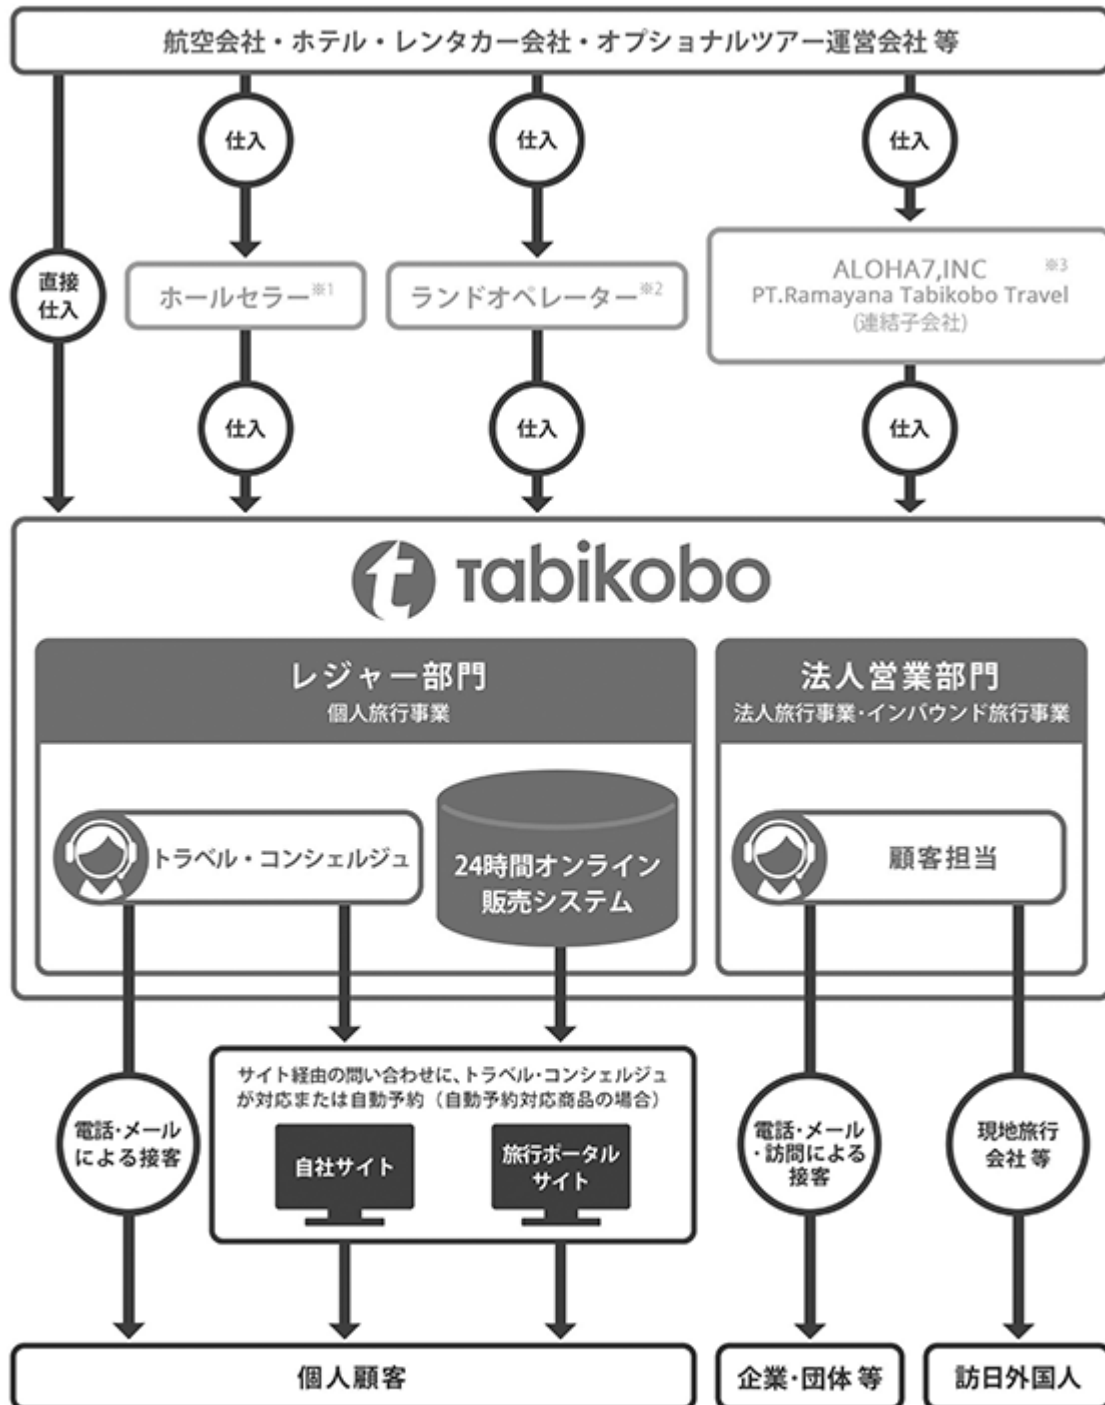 航空会社・ホテル・レンタカー会社・オプショナルツアー運営会社 等
仕入
仕入
仕入
直接
仕入
ホールセラー※1
ランドオペレーター※2
ALOHA7,INC ※3
PT.Ramayana Tabikobo Travel
(連結子会社)
仕入
仕入
仕入
t Tabikobo
レジャー部門
個人旅行事業
法人営業部門
法人旅行事業・インバウンド旅行事業
トラベル・コンシェルジュ
24時間オンライン
販売システム
顧客担当
サイト経由の問い合わせに、トラベル・コンシェルジュ
が対応または自動予約（自動予約対応商品の場合）
電話・メール
による接客
自社サイト
旅行ポータル
サイト
電話・メール
・訪問による
接客
現地旅行
会社 等
個人顧客
企業・団体 等
訪日外国人